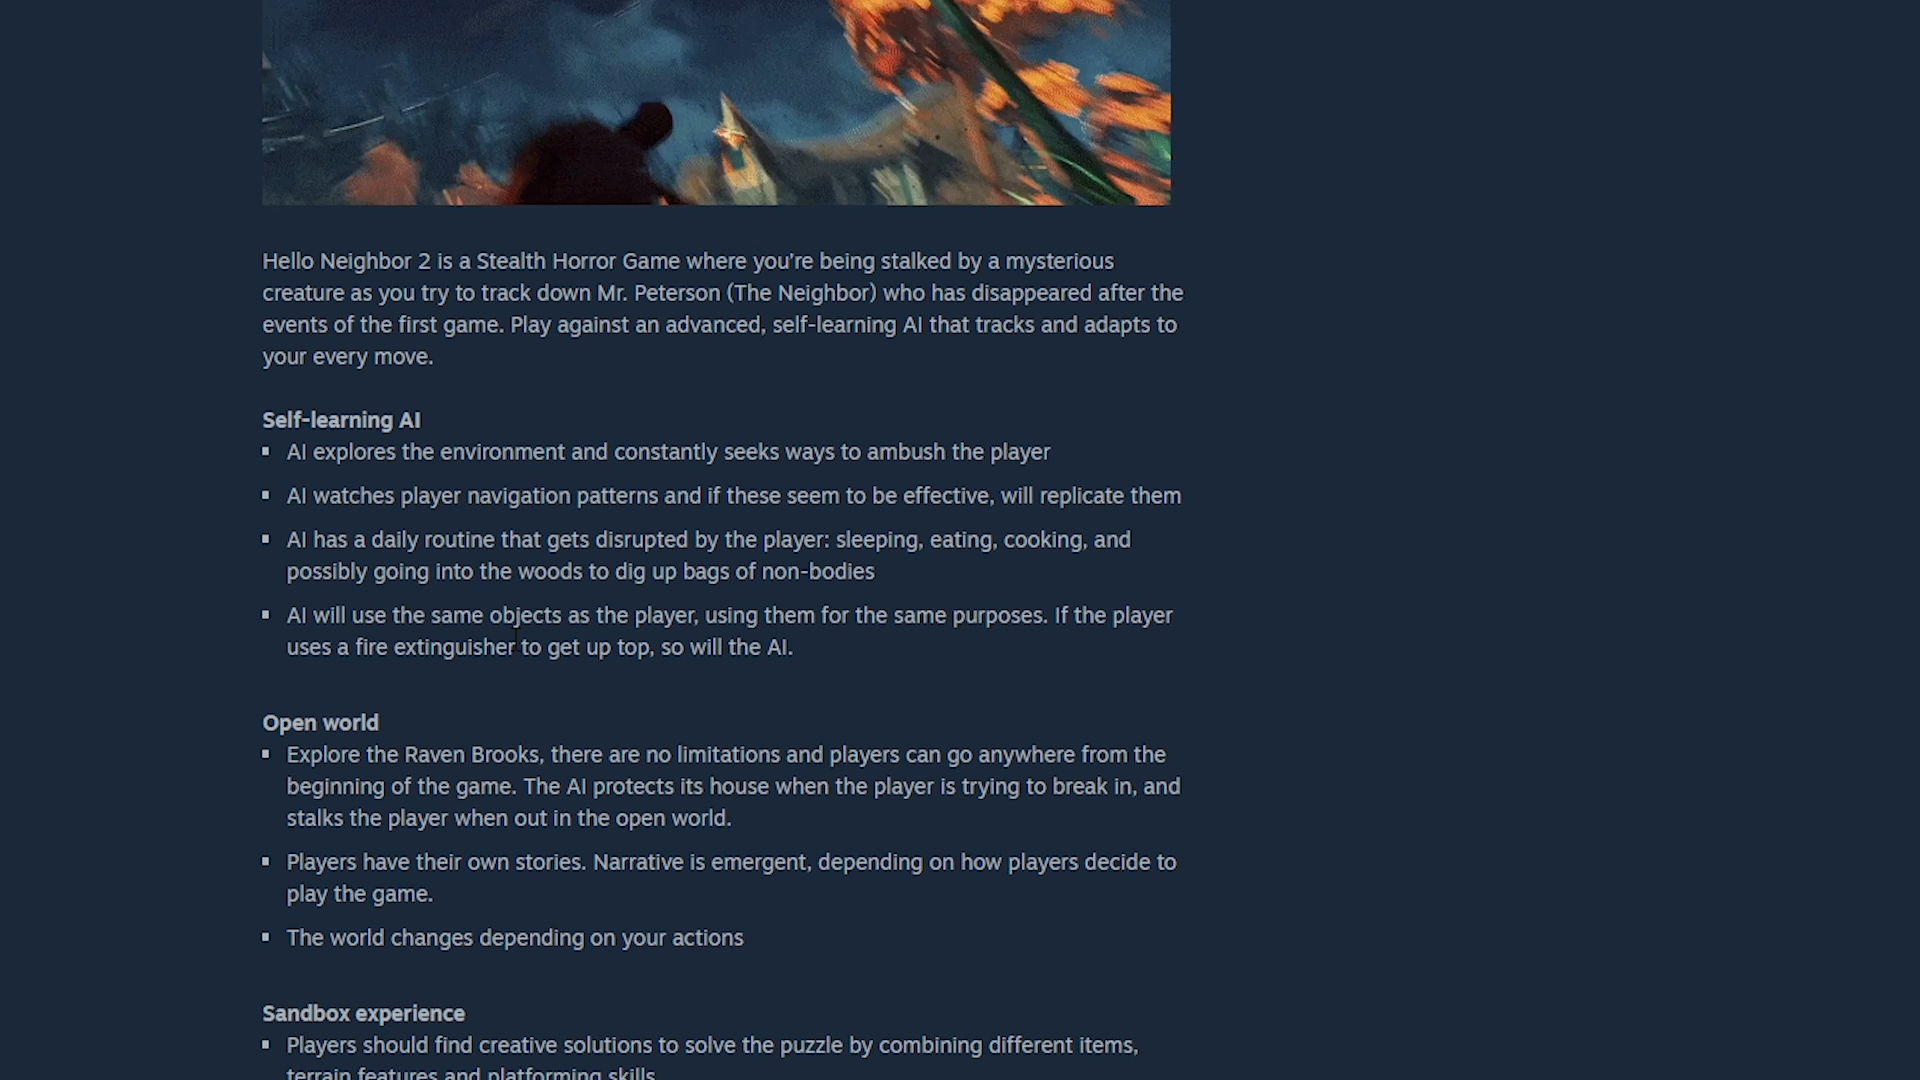 Hello Neighbor 2 is a Stealth Horror Game where you're being stalked by a mysterious
creature as you try to track down Mr. Peterson (The Neighbor) who has disappeared after the
events of the first game. Play against an advanced, self-learning AI that tracks and adapts to
your every move.
Self-learning AI
▪ AI explores the environment and constantly seeks ways to ambush the player
▪ AI watches player navigation patterns and if these seem to be effective, will replicate them
▪ AI has a daily routine that gets disrupted by the player: sleeping, eating, cooking, and
possibly going into the woods to dig up bags of non-bodies
▪ AI will use the same objects as the player, using them for the same purposes. If the player
uses a fire extinguisher to get up top, so will the AI.
Open world
▪ Explore the Raven Brooks, there are no limitations and players can go anywhere from the
beginning of the game. The AI protects its house when the player is trying to break in, and
stalks the player when out in the open world.
▪ Players have their own stories. Narrative is emergent, depending on how players decide to
play the game.
▪ The world changes depending on your actions
Sandbox experience
▪ Players should find creative solutions to solve the puzzle by combining different items,
terrain features and platforming skills